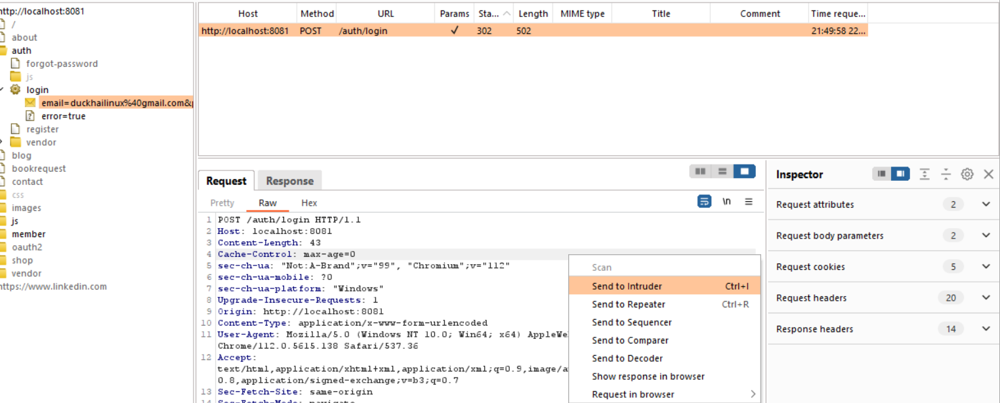 http://localhost:8081
/
about
auth
forgot-password
js
login
email=duckhailinux%40gmail.com&
error=true
register
vendor
blog
bookrequest
contact
css
images
js
member
oauth2
shop
vendor
https://www.linkedin.com
Host Method URL Params Sta... Length MIME type Title Comment Time reque...
http://localhost:8081 POST /auth/login ✓ 302 502 21:49:58 22...
Request Response
Pretty Raw Hex \n
1 POST /auth/login HTTP/1.1
2 Host: localhost:8081
3 Content-Length: 43
4 Cache-Control: max-age=0
5 sec-ch-ua: "Not:A-Brand";v="99", "Chromium";v="112"
6 sec-ch-ua-mobile: ?0
7 sec-ch-ua-platform: "Windows"
8 Upgrade-Insecure-Requests: 1
9 Origin: http://localhost:8081
10 Content-Type: application/x-www-form-urlencoded
11 User-Agent: Mozilla/5.0 (Windows NT 10.0; Win64; x64) AppleWe
Chrome/112.0.5615.138 Safari/537.36
12 Accept:
text/html,application/xhtml+xml,application/xml;q=0.9,image/a
0.8,application/signed-exchange;v=b3;q=0.7
13 Sec-Fetch-Site: same-origin
14 Sec-Fetch-Mode: navigate
Scan
Send to Intruder Ctrl+I
Send to Repeater Ctrl+R
Send to Sequencer
Send to Comparer
Send to Decoder
Show response in browser
Request in browser
Inspector
Request attributes 2
Request body parameters 2
Request cookies 5
Request headers 20
Response headers 14